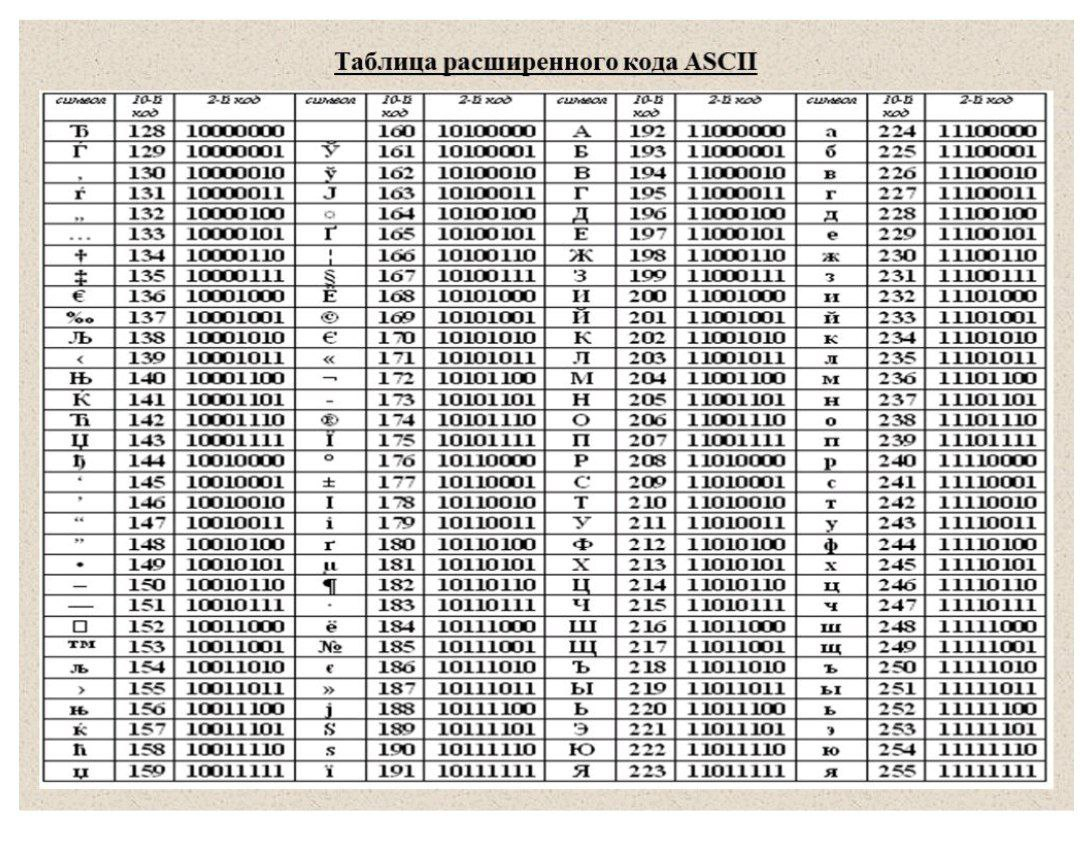 Таблица расширенного кода ASCII
символ 10-й код 2-й код символ 10-й код 2-й код символ 10-й код 2-й код символ 10-й код 2-й код
Ђ 128 10000000 160 10100000 А 192 11000000 а 224 11100000
Ѓ 129 10000001 Ў 161 10100001 Б 193 11000001 б 225 11100001
‚ 130 10000010 ў 162 10100010 В 194 11000010 в 226 11100010
ѓ 131 10000011 Ј 163 10100011 Г 195 11000011 г 227 11100011
„ 132 10000100 ¤ 164 10100100 Д 196 11000100 д 228 11100100
… 133 10000101 Ґ 165 10100101 Е 197 11000101 е 229 11100101
† 134 10000110 ¦ 166 10100110 Ж 198 11000110 ж 230 11100110
‡ 135 10000111 § 167 10100111 З 199 11000111 з 231 11100111
€ 136 10001000 Ё 168 10101000 И 200 11001000 и 232 11101000
‰ 137 10001001 © 169 10101001 Й 201 11001001 й 233 11101001
Љ 138 10001010 Є 170 10101010 К 202 11001010 к 234 11101010
‹ 139 10001011 « 171 10101011 Л 203 11001011 л 235 11101011
Њ 140 10001100 ¬ 172 10101100 М 204 11001100 м 236 11101100
Ќ 141 10001101 - 173 10101101 Н 205 11001101 н 237 11101101
Ћ 142 10001110 ® 174 10101110 О 206 11001110 о 238 11101110
Џ 143 10001111 Ї 175 10101111 П 207 11001111 п 239 11101111
ђ 144 10010000 ° 176 10110000 Р 208 11010000 р 240 11110000
‘ 145 10010001 ± 177 10110001 С 209 11010001 с 241 11110001
’ 146 10010010 І 178 10110010 Т 210 11010010 т 242 11110010
“ 147 10010011 і 179 10110011 У 211 11010011 у 243 11110011
” 148 10010100 ґ 180 10110100 Ф 212 11010100 ф 244 11110100
• 149 10010101 µ 181 10110101 Х 213 11010101 х 245 11110101
– 150 10010110 ¶ 182 10110110 Ц 214 11010110 ц 246 11110110
— 151 10010111 · 183 10110111 Ч 215 11010111 ч 247 11110111
□ 152 10011000 ё 184 10111000 Ш 216 11011000 ш 248 11111000
™ 153 10011001 № 185 10111001 Щ 217 11011001 щ 249 11111001
љ 154 10011010 є 186 10111010 Ъ 218 11011010 ъ 250 11111010
› 155 10011011 » 187 10111011 Ы 219 11011011 ы 251 11111011
њ 156 10011100 ј 188 10111100 Ь 220 11011100 ь 252 11111100
ќ 157 10011101 Ѕ 189 10111101 Э 221 11011101 э 253 11111101
ћ 158 10011110 ѕ 190 10111110 Ю 222 11011110 ю 254 11111110
џ 159 10011111 ї 191 10111111 Я 223 11011111 я 255 11111111